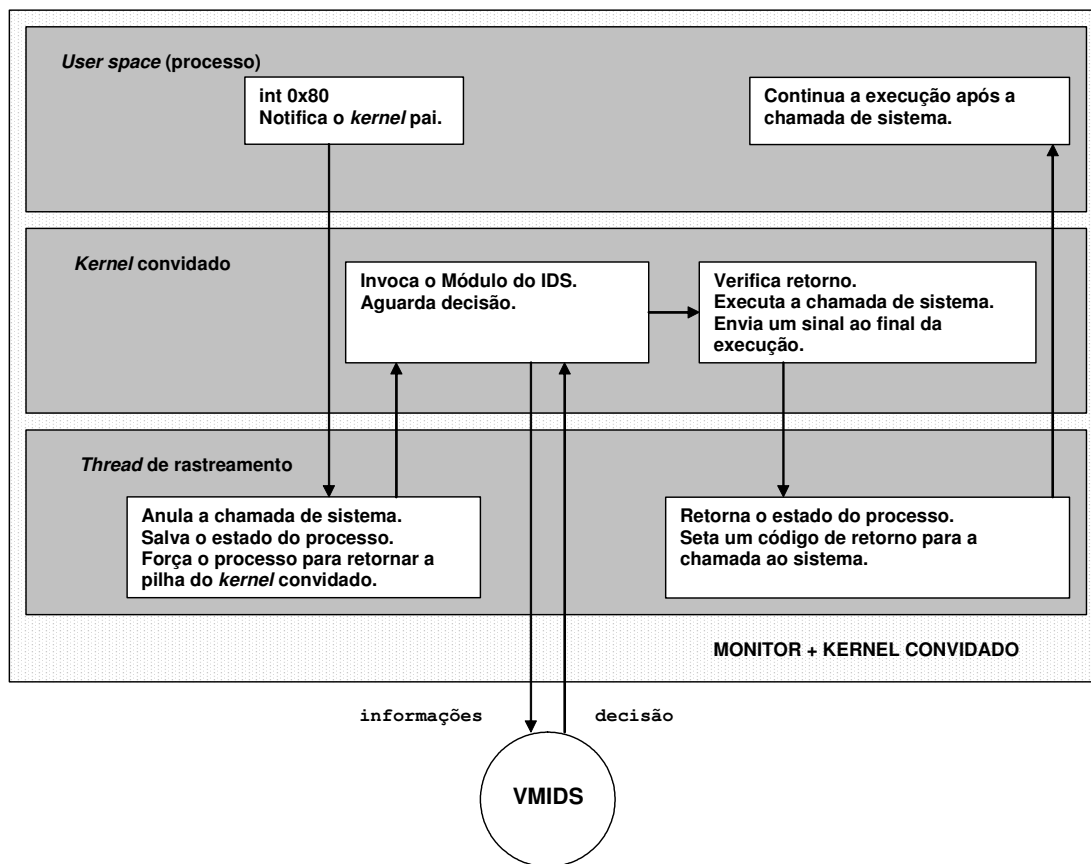 User space (processo)
int 0x80
Notifica o kernel pai.
Continua a execução após a
chamada de sistema.
Kernel convidado
Invoca o Módulo do IDS.
Aguarda decisão.
Verifica retorno.
Executa a chamada de sistema.
Envia um sinal ao final da
execução.
Thread de rastreamento
Anula a chamada de sistema.
Salva o estado do processo.
Força o processo para retornar a
pilha do kernel convidado.
Retorna o estado do processo.
Seta um código de retorno para a
chamada ao sistema.
MONITOR + KERNEL CONVIDADO
informações
decisão
VMIDS